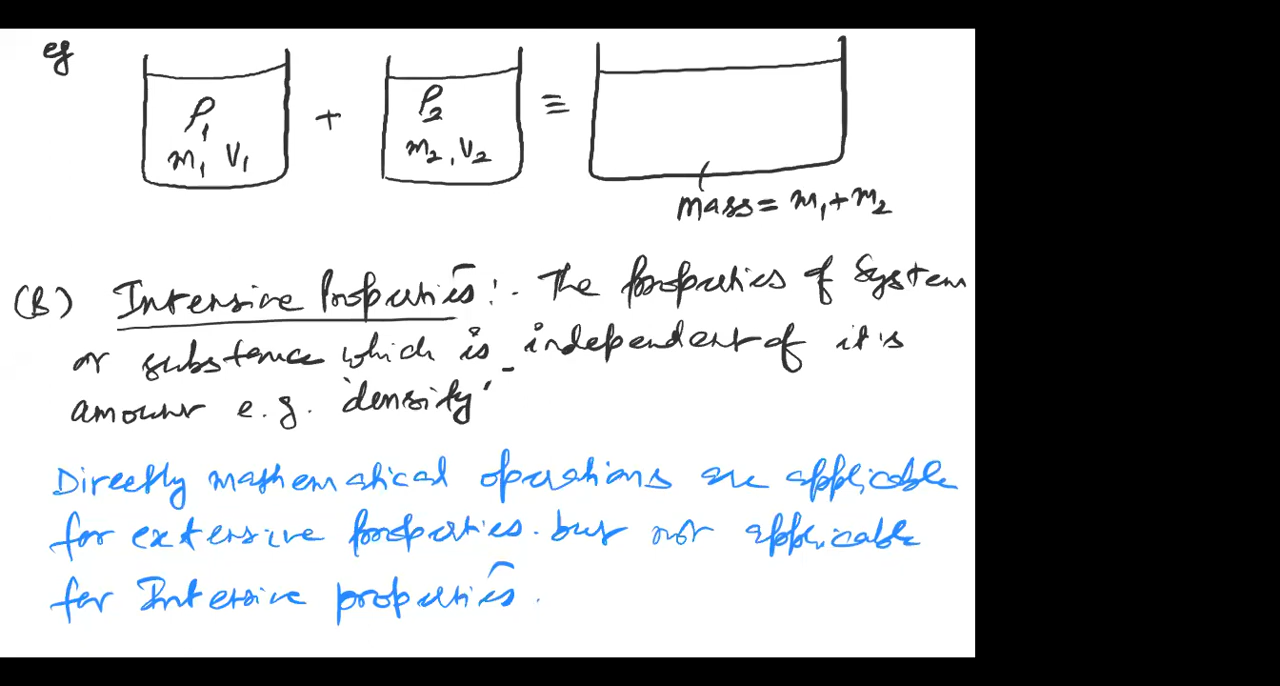 eg
ρ₁ + ρ₂ ≡
m₁ V₁ m₂, V₂
mass = m₁ + m₂
(B) Intensive Properties :- The properties of System
or substance which is independent of it's
amount e.g. 'density'
Directly mathematical operations are applicable
for extensive properties. but not applicable
for Intensive properties.